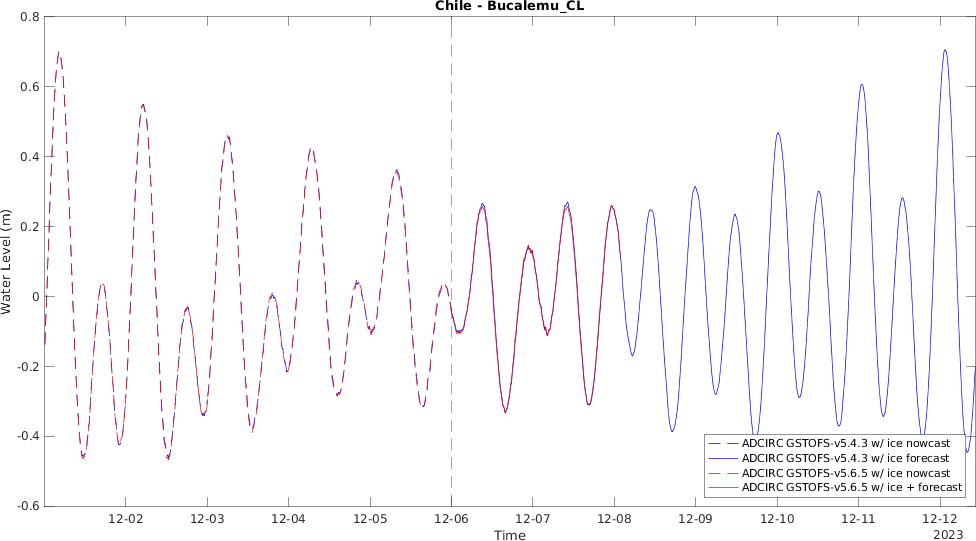 Chile - Bucalemu_CL
0.8
0.6
0.4
0.2
0
-0.2
-0.4
-0.6
Water Level (m)
12-02 12-03 12-04 12-05 12-06 12-07 12-08 12-09 12-10 12-11 12-12
Time
2023
ADCIRC GSTOFS-v5.4.3 w/ ice nowcast
ADCIRC GSTOFS-v5.4.3 w/ ice forecast
ADCIRC GSTOFS-v5.6.5 w/ ice nowcast
ADCIRC GSTOFS-v5.6.5 w/ ice + forecast